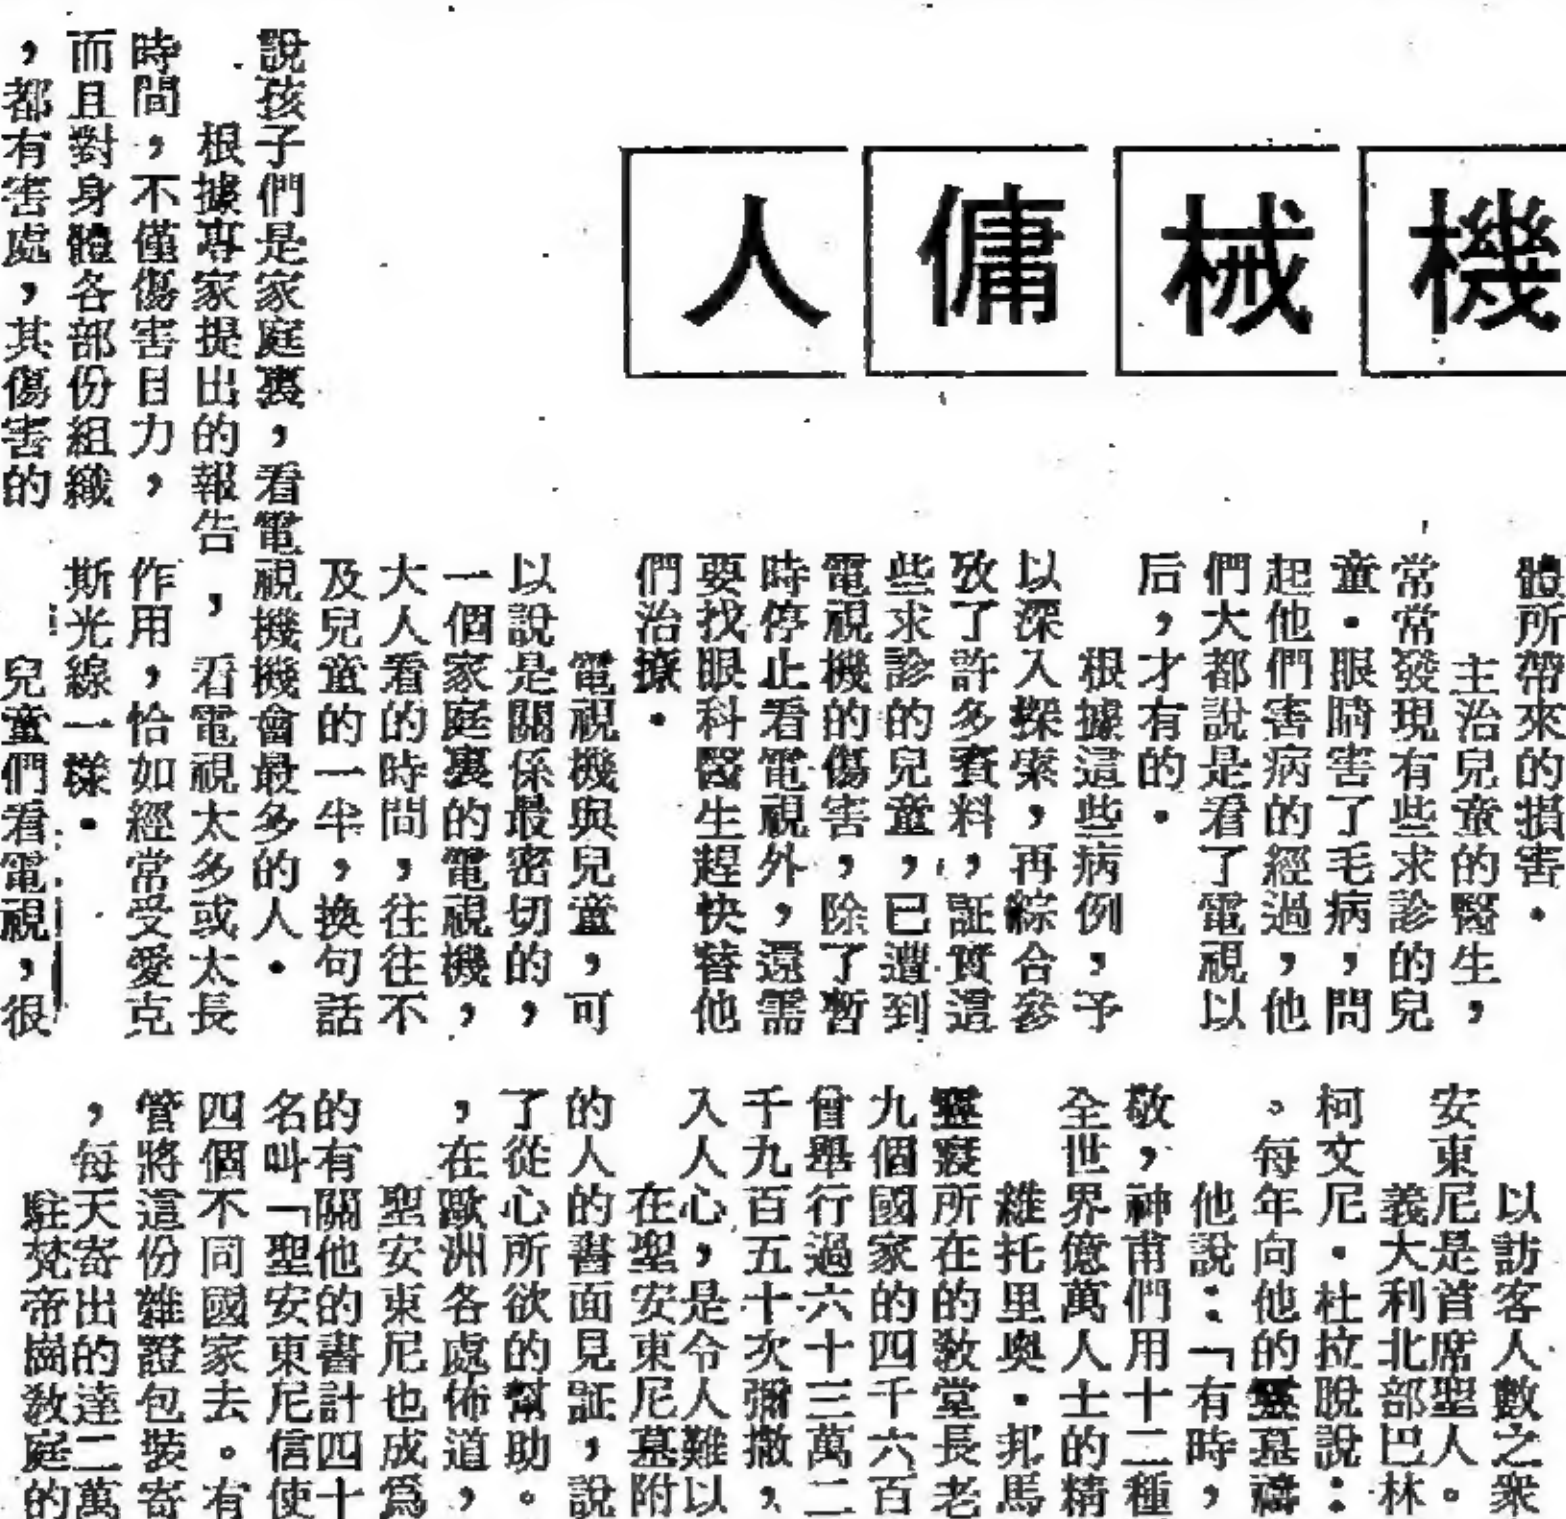 機械傭人
體所帶來的損害．
主治兒童的醫生，
常常發現有些求診的兒
童．眼睛害了毛病，問
起他們害病的經過，他
們大都說是看了電視以
后，才有的．
根據這些病例，予
以深入探索，再綜合參
攷了許多資料，証實這
些求診的兒童，已遭到
電視機的傷害，除了暫
時停止看電視外，還需
要找眼科醫生趕快替他
們治療．
電視機與兒童，可
以說是關係最密切的，
一個家庭裏的電視機，
大人看的時間，往往不
及兒童的一半，換句話
說孩子們是家庭裏，看電視機機會最多的人．
根據專家提出的報告，看電視太多或太長
時間，不僅傷害目力，
而且對身體各部份組織
，都有害處，其傷害的
作用，恰如經常受愛克
斯光線一樣．
兒童們看電視，很
以訪客人數之衆
安東尼是首席聖人。
義大利北部巴林
柯文尼．杜拉脫說：
。每年向他的靈墓禱
他說：「有時，
敬，神甫們用十二種
全世界億萬人士的精
維托里奧．邦馬
靈寢所在的教堂長老
九個國家的四千六百
曾舉行過六十三萬二
千九百五十次彌撒，
入人心，是令人難以
在聖安東尼墓附
的人的書面見証，說
了從心所欲的幫助。
，在歐洲各處佈道，
聖安東尼也成爲
的有關他的書計四十
名叫「聖安東尼信使
四個不同國家去。有
管將這份雜證包裝寄
，每天寄出的達二萬
駐梵帝崗教庭的